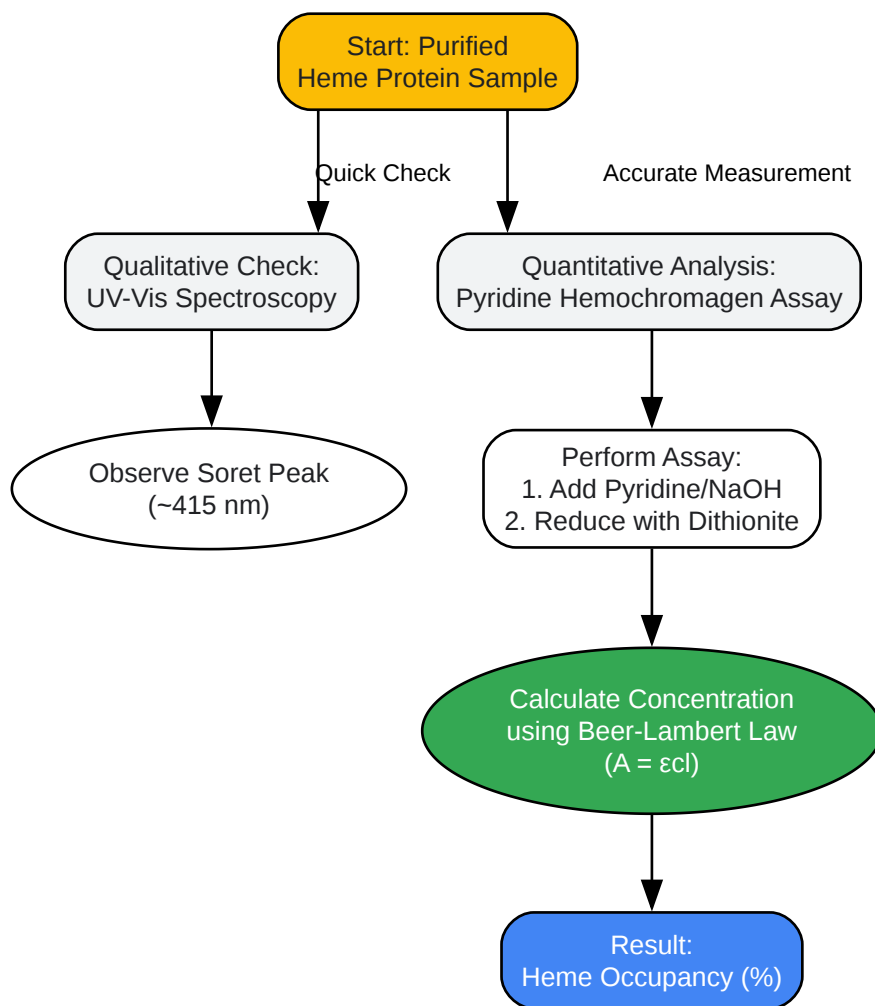 Start: Purified
Heme Protein Sample
Quick Check
Accurate Measurement
Qualitative Check:
UV-Vis Spectroscopy
Quantitative Analysis:
Pyridine Hemochromagen Assay
Observe Soret Peak
(~415 nm)
Perform Assay:
1. Add Pyridine/NaOH
2. Reduce with Dithionite
Calculate Concentration
using Beer-Lambert Law
(A = εcl)
Result:
Heme Occupancy (%)